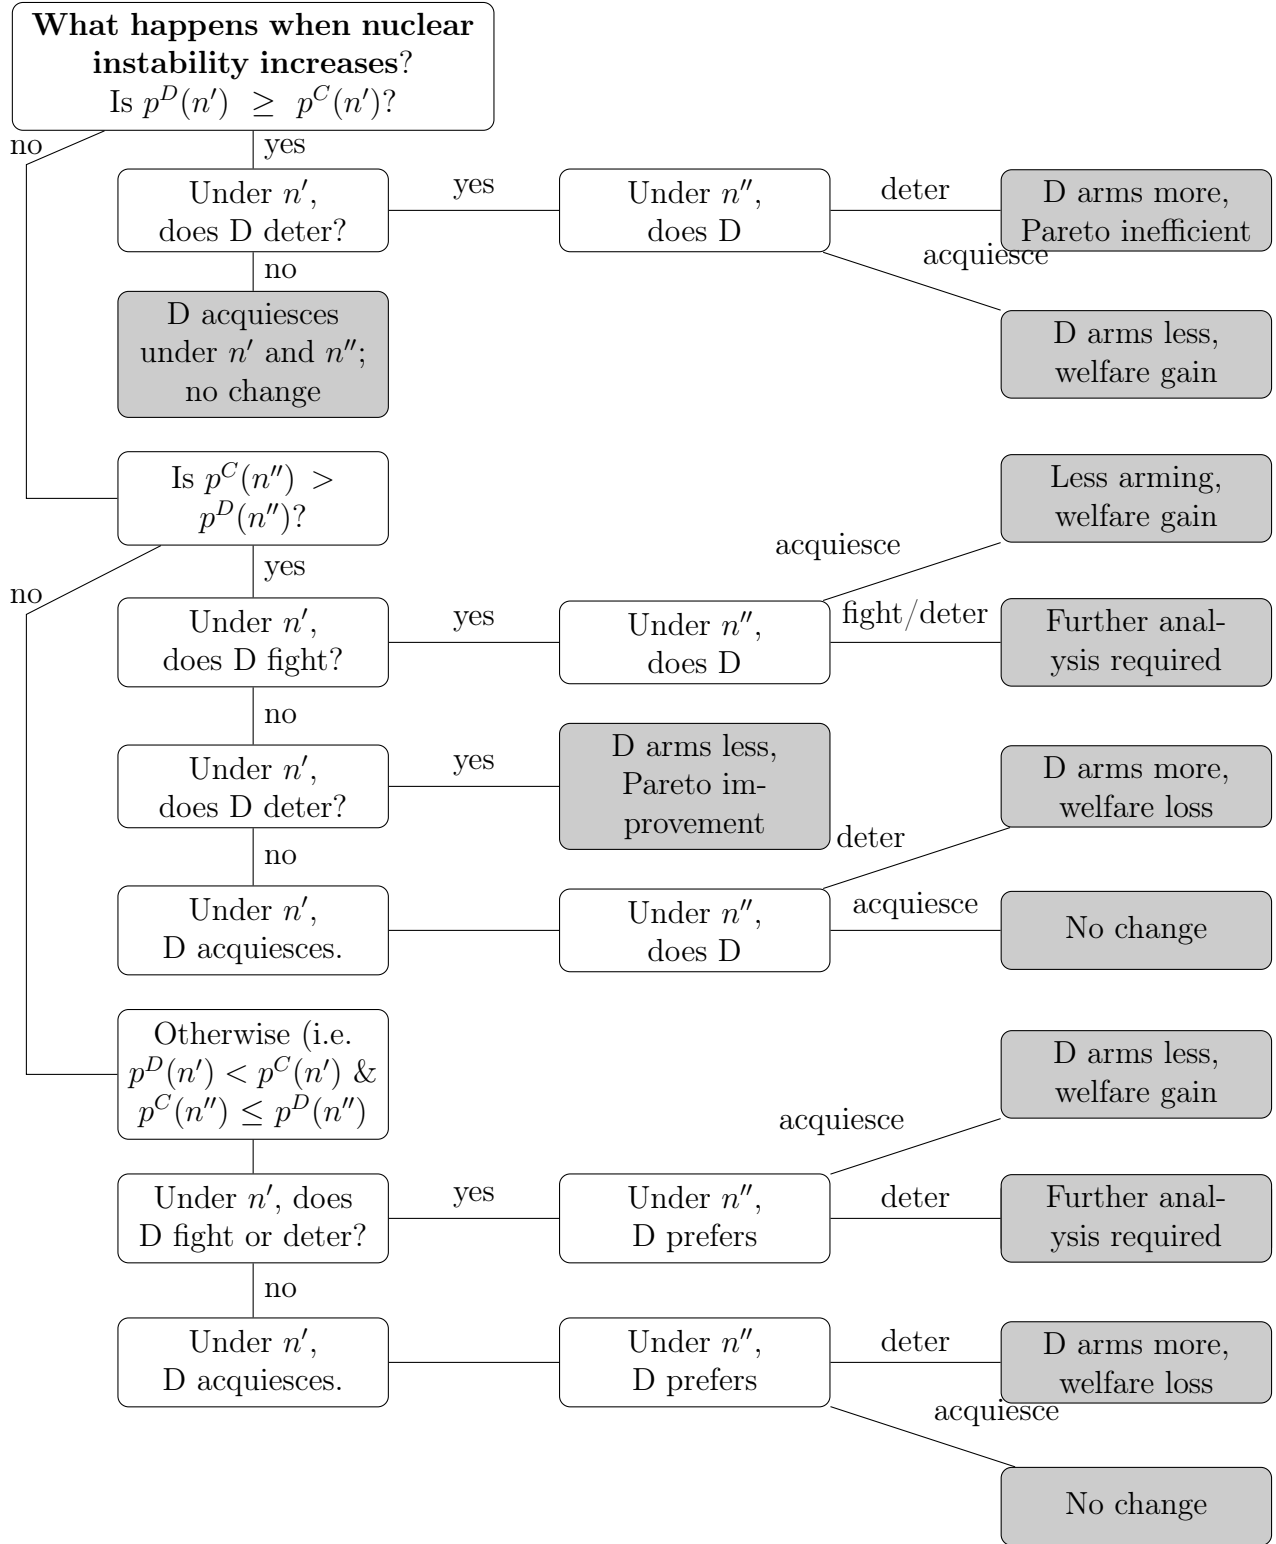 What happens when nuclear
instability increases?
Is $p^D(n') \geq p^C(n')$?
no
yes
Under $n'$,
does D deter?
yes
Under $n''$,
does D
deter
D arms more,
Pareto inefficient
acquiesce
no
D acquiesces
under $n'$ and $n''$;
no change
D arms less,
welfare gain
Is $p^C(n'') >$
$p^D(n'')$?
Less arming,
welfare gain
acquiesce
no
yes
Under $n'$,
does D fight?
yes
Under $n''$,
does D
fight/deter
Further anal-
ysis required
no
Under $n'$,
does D deter?
yes
D arms less,
Pareto im-
provement
D arms more,
welfare loss
deter
no
Under $n'$,
D acquiesces.
Under $n''$,
does D
acquiesce
No change
Otherwise (i.e.
$p^D(n') < p^C(n')$ &
$p^C(n'') \leq p^D(n'')$
D arms less,
welfare gain
acquiesce
Under $n'$, does
D fight or deter?
yes
Under $n''$,
D prefers
deter
Further anal-
ysis required
no
Under $n'$,
D acquiesces.
Under $n''$,
D prefers
deter
D arms more,
welfare loss
acquiesce
No change